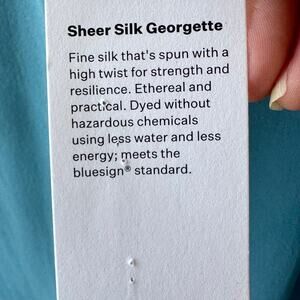 Sheer Silk Georgette
Fine silk that's spun with a
high twist for strength and
resilience. Ethereal and
practical. Dyed without
hazardous chemicals
using less water and less
energy; meets the
bluesign® standard.